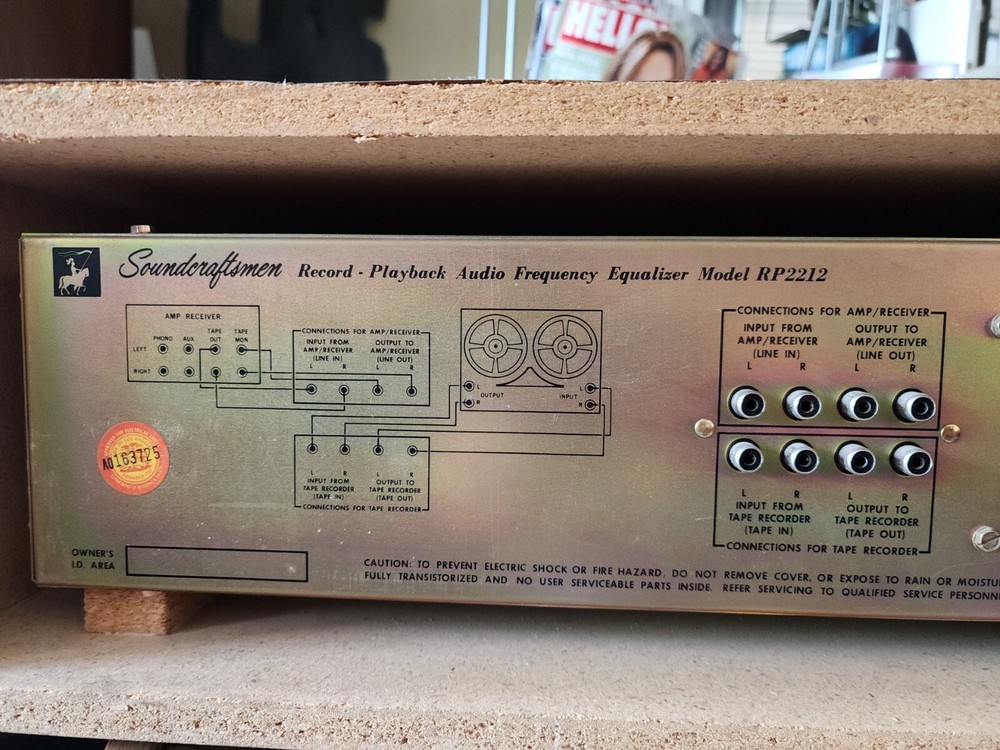 HELLO
Soundcraftsmen Record - Playback Audio Frequency Equalizer Model RP2212
AMP RECEIVER
PHONO AUX TAPE OUT TAPE MON
LEFT
RIGHT
CONNECTIONS FOR AMP/RECEIVER
INPUT FROM AMP/RECEIVER (LINE IN)
OUTPUT TO AMP/RECEIVER (LINE OUT)
L R L R
L OUTPUT INPUT L
R R
L R L R
INPUT FROM TAPE RECORDER (TAPE IN)
OUTPUT TO TAPE RECORDER (TAPE OUT)
CONNECTIONS FOR TAPE RECORDER
CONNECTIONS FOR AMP/RECEIVER
INPUT FROM AMP/RECEIVER (LINE IN)
OUTPUT TO AMP/RECEIVER (LINE OUT)
L R L R
L R L R
INPUT FROM TAPE RECORDER (TAPE IN)
OUTPUT TO TAPE RECORDER (TAPE OUT)
CONNECTIONS FOR TAPE RECORDER
A0163725
OWNER'S
I.D. AREA
CAUTION: TO PREVENT ELECTRIC SHOCK OR FIRE HAZARD, DO NOT REMOVE COVER, OR EXPOSE TO RAIN OR MOISTU
FULLY TRANSISTORIZED AND NO USER SERVICEABLE PARTS INSIDE. REFER SERVICING TO QUALIFIED SERVICE PERSONN